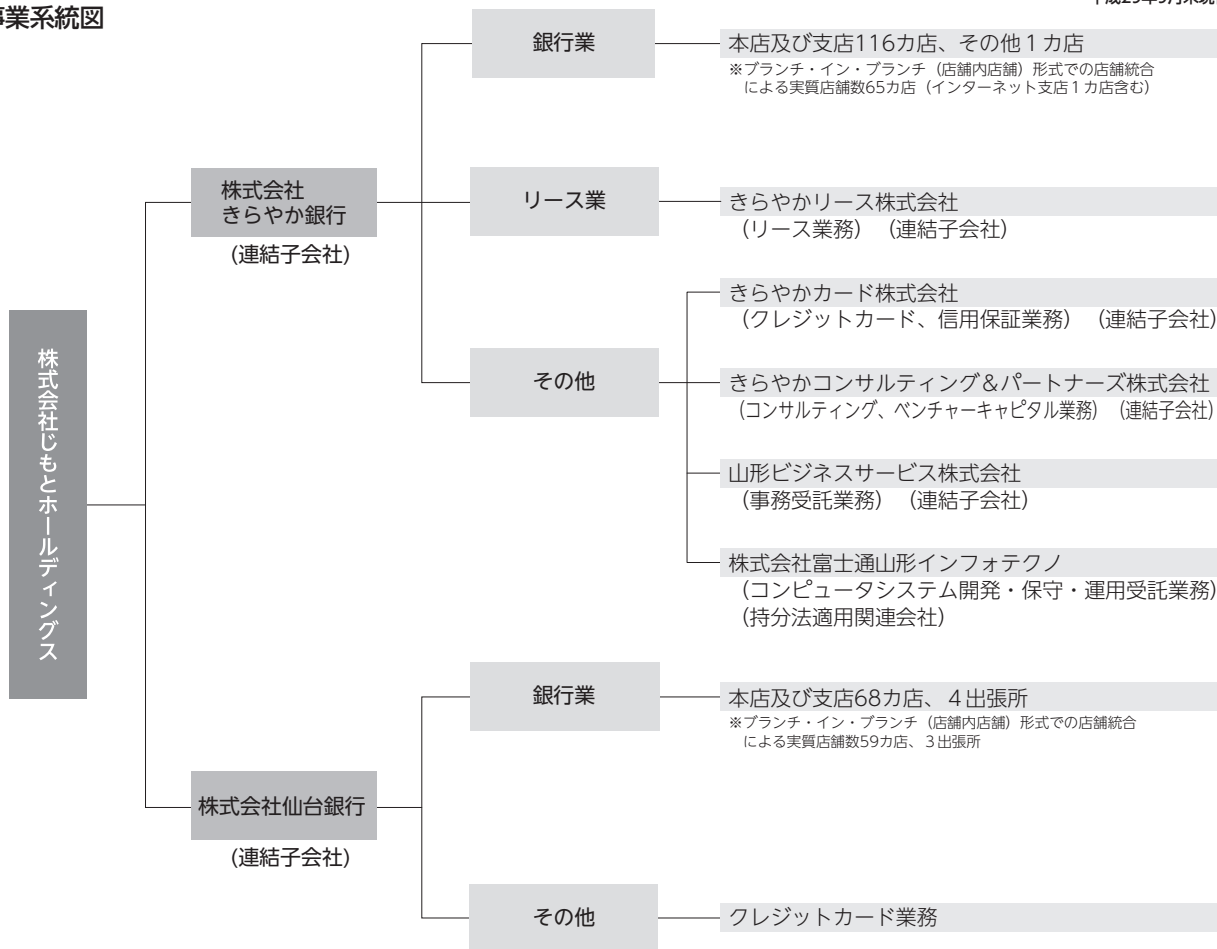 事業系統図
株式会社じもとホールディングス
株式会社
きらやか銀行
(連結子会社)
銀行業
本店及び支店116カ店、その他1カ店
※ブランチ・イン・ブランチ（店舗内店舗）形式での店舗統合
による実質店舗数65カ店（インターネット支店1カ店含む）
リース業
きらやかリース株式会社
（リース業務）（連結子会社）
その他
きらやかカード株式会社
（クレジットカード、信用保証業務）（連結子会社）
きらやかコンサルティング＆パートナーズ株式会社
（コンサルティング、ベンチャーキャピタル業務）（連結子会社）
山形ビジネスサービス株式会社
（事務受託業務）（連結子会社）
株式会社富士通山形インフォテクノ
（コンピュータシステム開発・保守・運用受託業務）
（持分法適用関連会社）
株式会社仙台銀行
(連結子会社)
銀行業
本店及び支店68カ店、4出張所
※ブランチ・イン・ブランチ（店舗内店舗）形式での店舗統合
による実質店舗数59カ店、3出張所
その他
クレジットカード業務